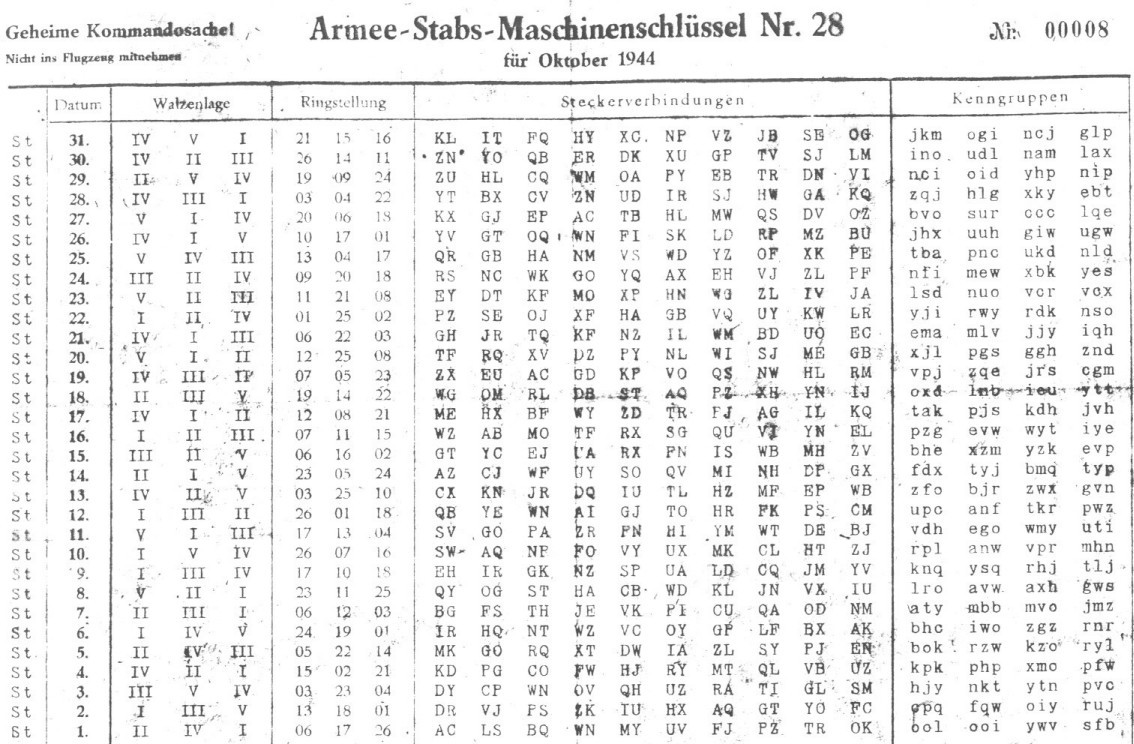 Geheime Kommandosache! Armee-Stabs-Maschinenschlüssel Nr. 28 Nr. 00008
Nicht ins Flugzeug mitnehmen für Oktober 1944
Datum Walzenlage Ringstellung Steckerverbindungen Kenngruppen
St 31. IV V I 21 15 16 KL IT FQ HY XC NP VZ JB SE OG jkm ogi ncj glp
St 30. IV II III 26 14 11 ZN YO QB ER DK XU GP TV SJ LM ino udl nam lax
St 29. II V IV 19 09 24 ZU HL CQ WM OA PY EB TR DN VI nci oid yhp nip
St 28. IV III I 03 04 22 YT BX CV ZN UD IR SJ HW GA KQ zqj hlg xky ebt
St 27. V I IV 20 06 18 KX GJ EP AC TB HL MW QS DV OZ bvo sur ccc lqe
St 26. IV I V 10 17 01 YV GT OQ WN FI SK LD RP MZ BU jhx uuh giw ugw
St 25. V IV III 13 04 17 QR GB HA NM VS WD YZ OF XK PE tba pnc ukd nld
St 24. III II IV 09 20 18 RS NC WK GO YQ AX EH VJ ZL PF nfi mew xbk yes
St 23. V II III 11 21 08 EY DT KF MO XP HN WG ZL IV JA lsd nuo vcr vcx
St 22. I II IV 01 25 02 PZ SE OJ XF HA GB VQ UY KW LR yji rwy rdk nso
St 21. IV I III 06 22 03 GH JR TQ KF NZ IL WM BD UO EC ema mlv jjy iqh
St 20. V I II 12 25 08 TF RQ XV DZ PY NL WI SJ ME GB xjl pgs ggh znd
St 19. IV III II 07 05 23 ZX EU AC GD KP VO QS NW HL RM vpj zqe jrs cgm
St 18. II III V 19 14 22 WG OM RL DB ST AQ PZ XH YN IJ oxd lnb ieu ytt
St 17. IV I II 12 08 21 ME HX BF WY ZD TR FJ AG IL KQ tak pjs kdh jvh
St 16. I II III 07 11 15 WZ AB MO TF RX SG QU VI YN EL pzg evw wyt iye
St 15. III II V 06 16 02 GT YC EJ UA RX PN IS WB MH ZV bhe xzm yzk evp
St 14. II I V 23 05 24 AZ CJ WF UY SO QV MI NH DP GX fdx tyj bmq typ
St 13. IV II V 03 25 10 CX KN JR DQ IU TL HZ MF EP WB zfo bjr zwx gvn
St 12. I III II 26 01 18 QB YE WN AI GJ TO HR FK PS CM upc anf tkr pwz
St 11. V I III 17 13 04 SV GO PA ZR FN HI YM WT DE BJ vdh ego wmy uti
St 10. I V IV 26 07 16 SW AQ NF FO VY UX MK CL HT ZJ rpl anw vpr mhn
St 9. I III IV 17 10 18 EH IR GK NZ SP UA LD CQ JM YV knq ysq rhj tlj
St 8. V II I 23 11 25 QY OG ST HA CB WD KL JN VX IU lro avw axh gws
St 7. II III I 06 12 03 BG FS TH JE VK PI CU QA OD NM aty mbb mvo jmz
St 6. I IV V 24 19 01 IR HQ NT WZ VC OY GP LF BX AK bhc iwo zgz rnr
St 5. II IV III 05 22 14 MK GO RQ XT DW IA ZL SY PJ EN bok rzw kzo ryl
St 4. IV II I 15 02 21 KD PG CO FW HJ RY MT QL VB UZ kpk php xmo pfw
St 3. III V IV 03 23 04 DY CP WN OV QH UZ RA TI GL SM hjy nkt ytn pvc
St 2. I III V 13 18 01 DR VJ PS ZK IU HX AQ GT YO FC opq fqw oiy ruj
St 1. II IV I 06 17 26 AC LS BQ WN MY UV FJ PZ TR OK ool ooi ywv sfb